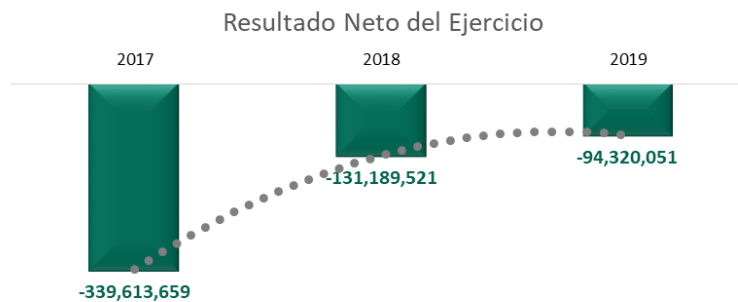 Resultado Neto del Ejercicio
2017 2018 2019
-94,320,051
-131,189,521
-339,613,659